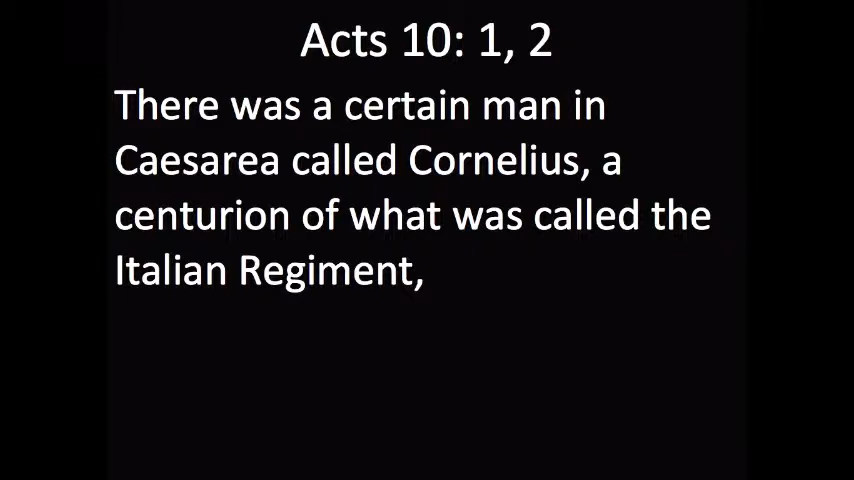 Acts 10: 1, 2
There was a certain man in
Caesarea called Cornelius, a
centurion of what was called the
Italian Regiment,